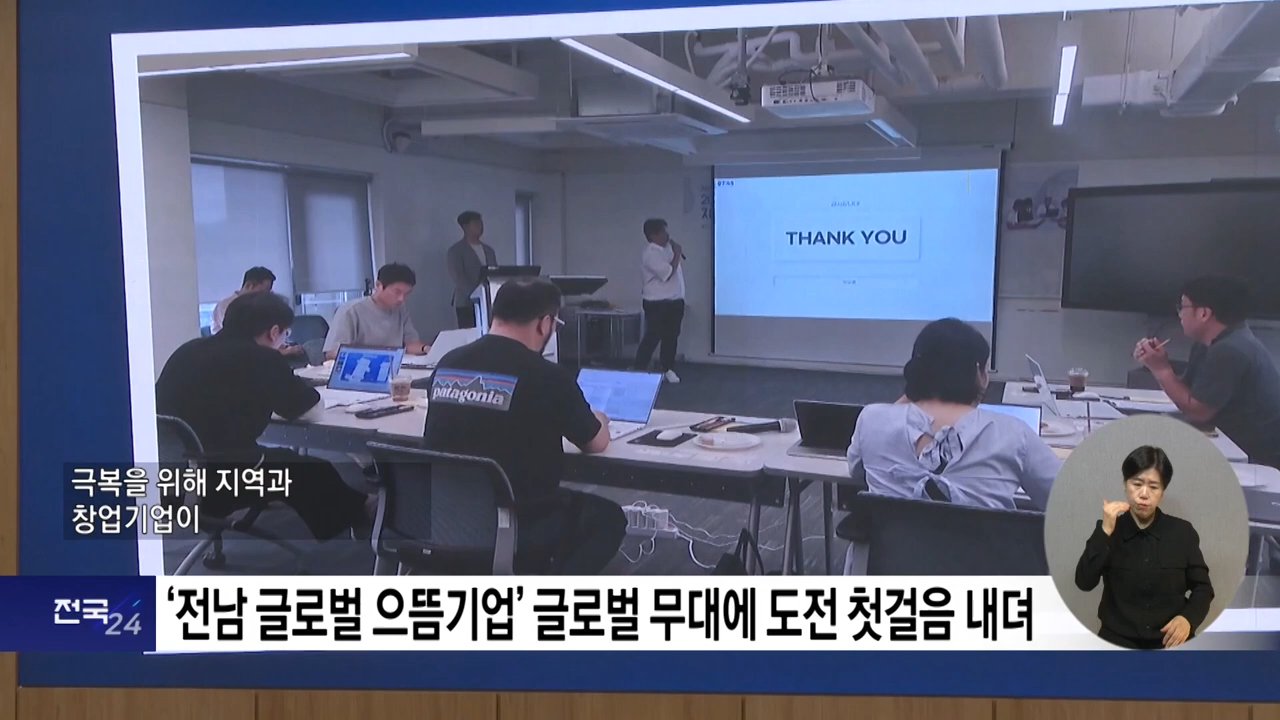 THANK YOU
patagonia
극복을 위해 지역과
창업기업이
전국24
‘전남 글로벌 으뜸기업’ 글로벌 무대에 도전 첫걸음 내뎌